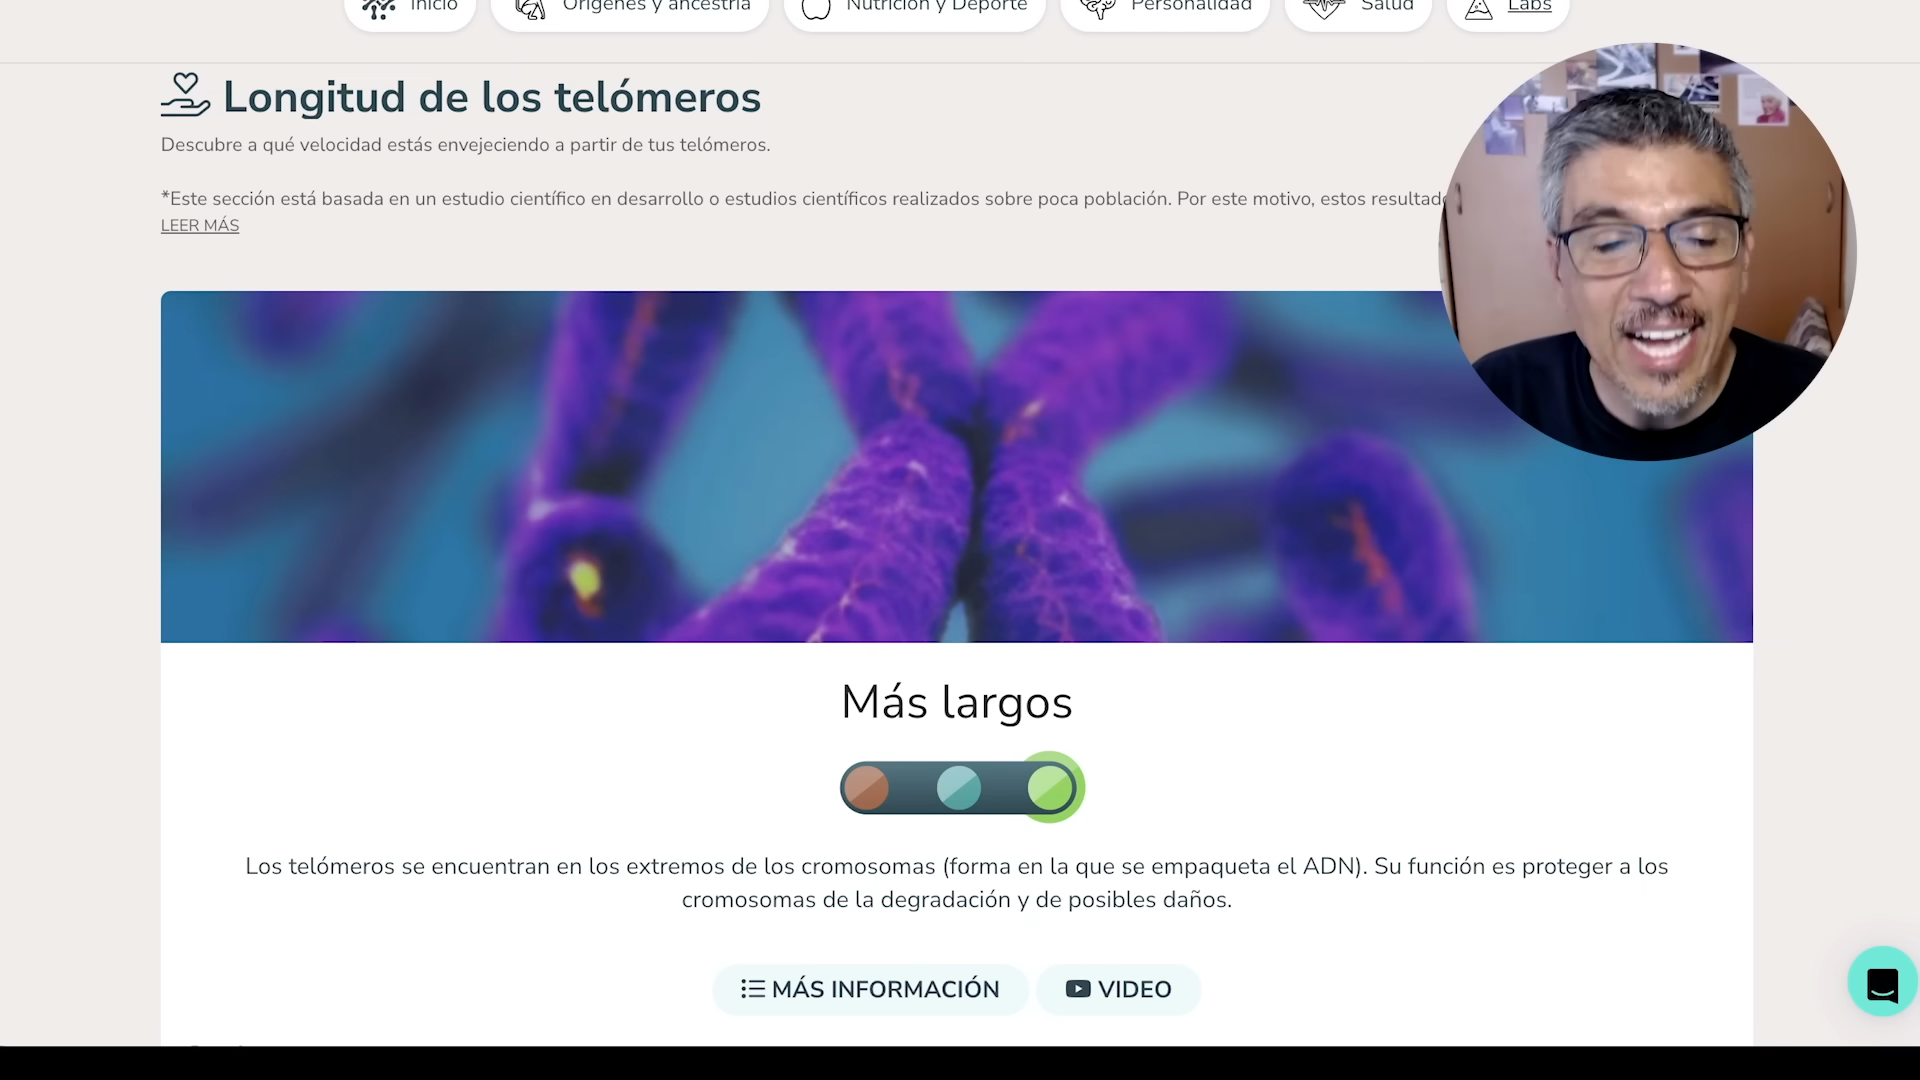 Inicio
Orígenes y ancestría
Nutrición y Deporte
Personalidad
Salud
Labs
Longitud de los telómeros
Descubre a qué velocidad estás envejeciendo a partir de tus telómeros.
*Este sección está basada en un estudio científico en desarrollo o estudios científicos realizados sobre poca población. Por este motivo, estos
LEER MÁS
Más largos
Los telómeros se encuentran en los extremos de los cromosomas (forma en la que se empaqueta el ADN). Su función es proteger a los
cromosomas de la degradación y de posibles daños.
MÁS INFORMACIÓN
VIDEO